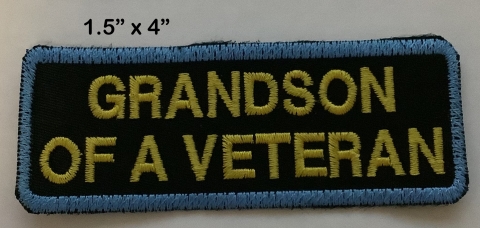 1.5” x 4”
GRANDSON
OF A VETERAN